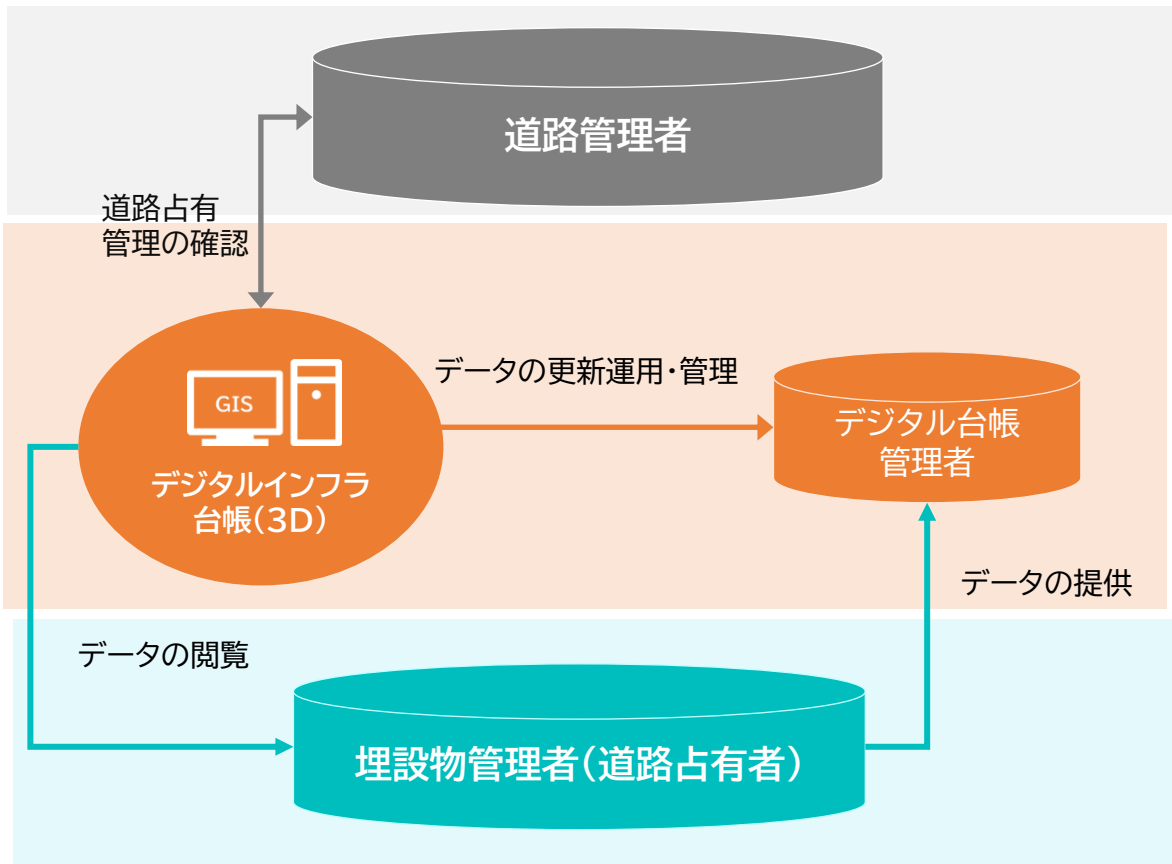 道路管理者
道路占有
管理の確認
データの更新運用・管理
GIS
デジタルインフラ
台帳(3D)
デジタル台帳
管理者
データの提供
データの閲覧
埋設物管理者(道路占有者)